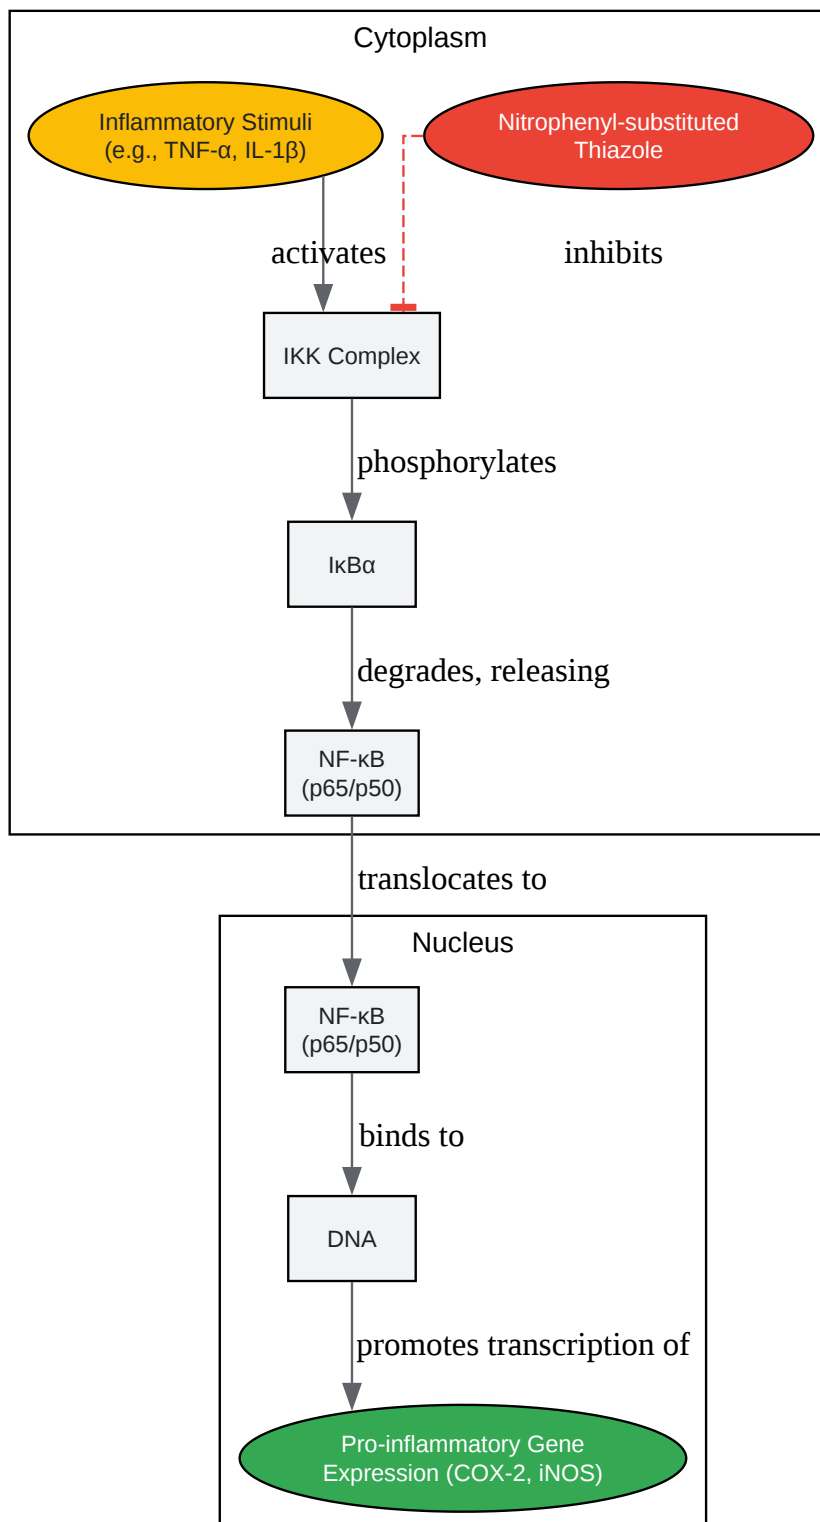 Cytoplasm
Inflammatory Stimuli
(e.g., TNF-α, IL-1β)
Nitrophenyl-substituted
Thiazole
activates
inhibits
IKK Complex
phosphorylates
IκBα
degrades, releasing
NF-κB
(p65/p50)
translocates to
Nucleus
NF-κB
(p65/p50)
binds to
DNA
promotes transcription of
Pro-inflammatory Gene
Expression (COX-2, iNOS)